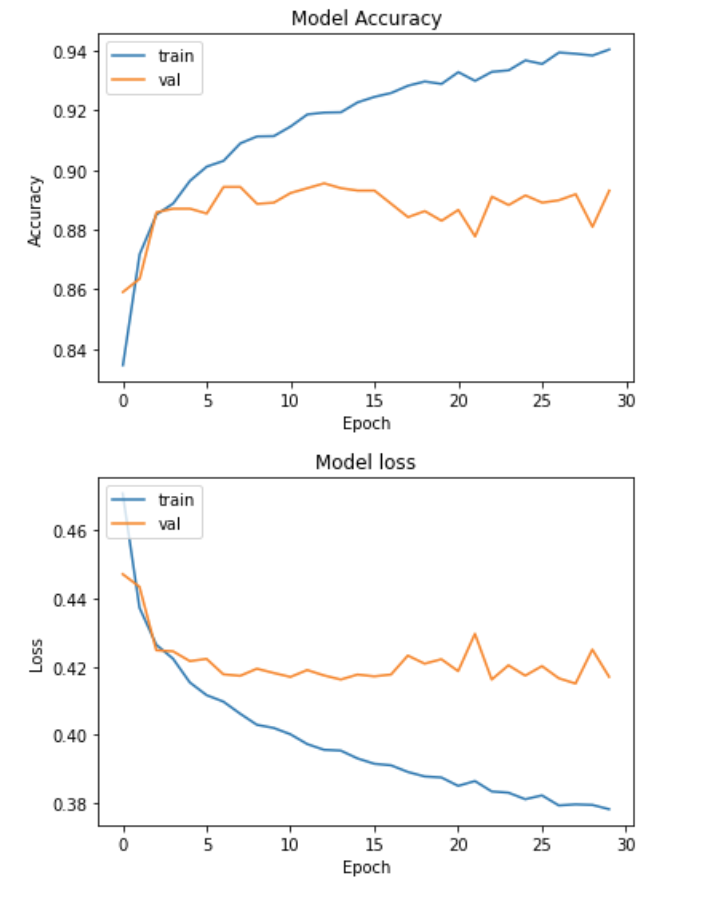 Model Accuracy
train
val
0.94
0.92
0.90
0.88
0.86
0.84
Accuracy
0 5 10 15 20 25 30
Epoch
Model loss
train
val
0.46
0.44
0.42
0.40
0.38
Loss
0 5 10 15 20 25 30
Epoch